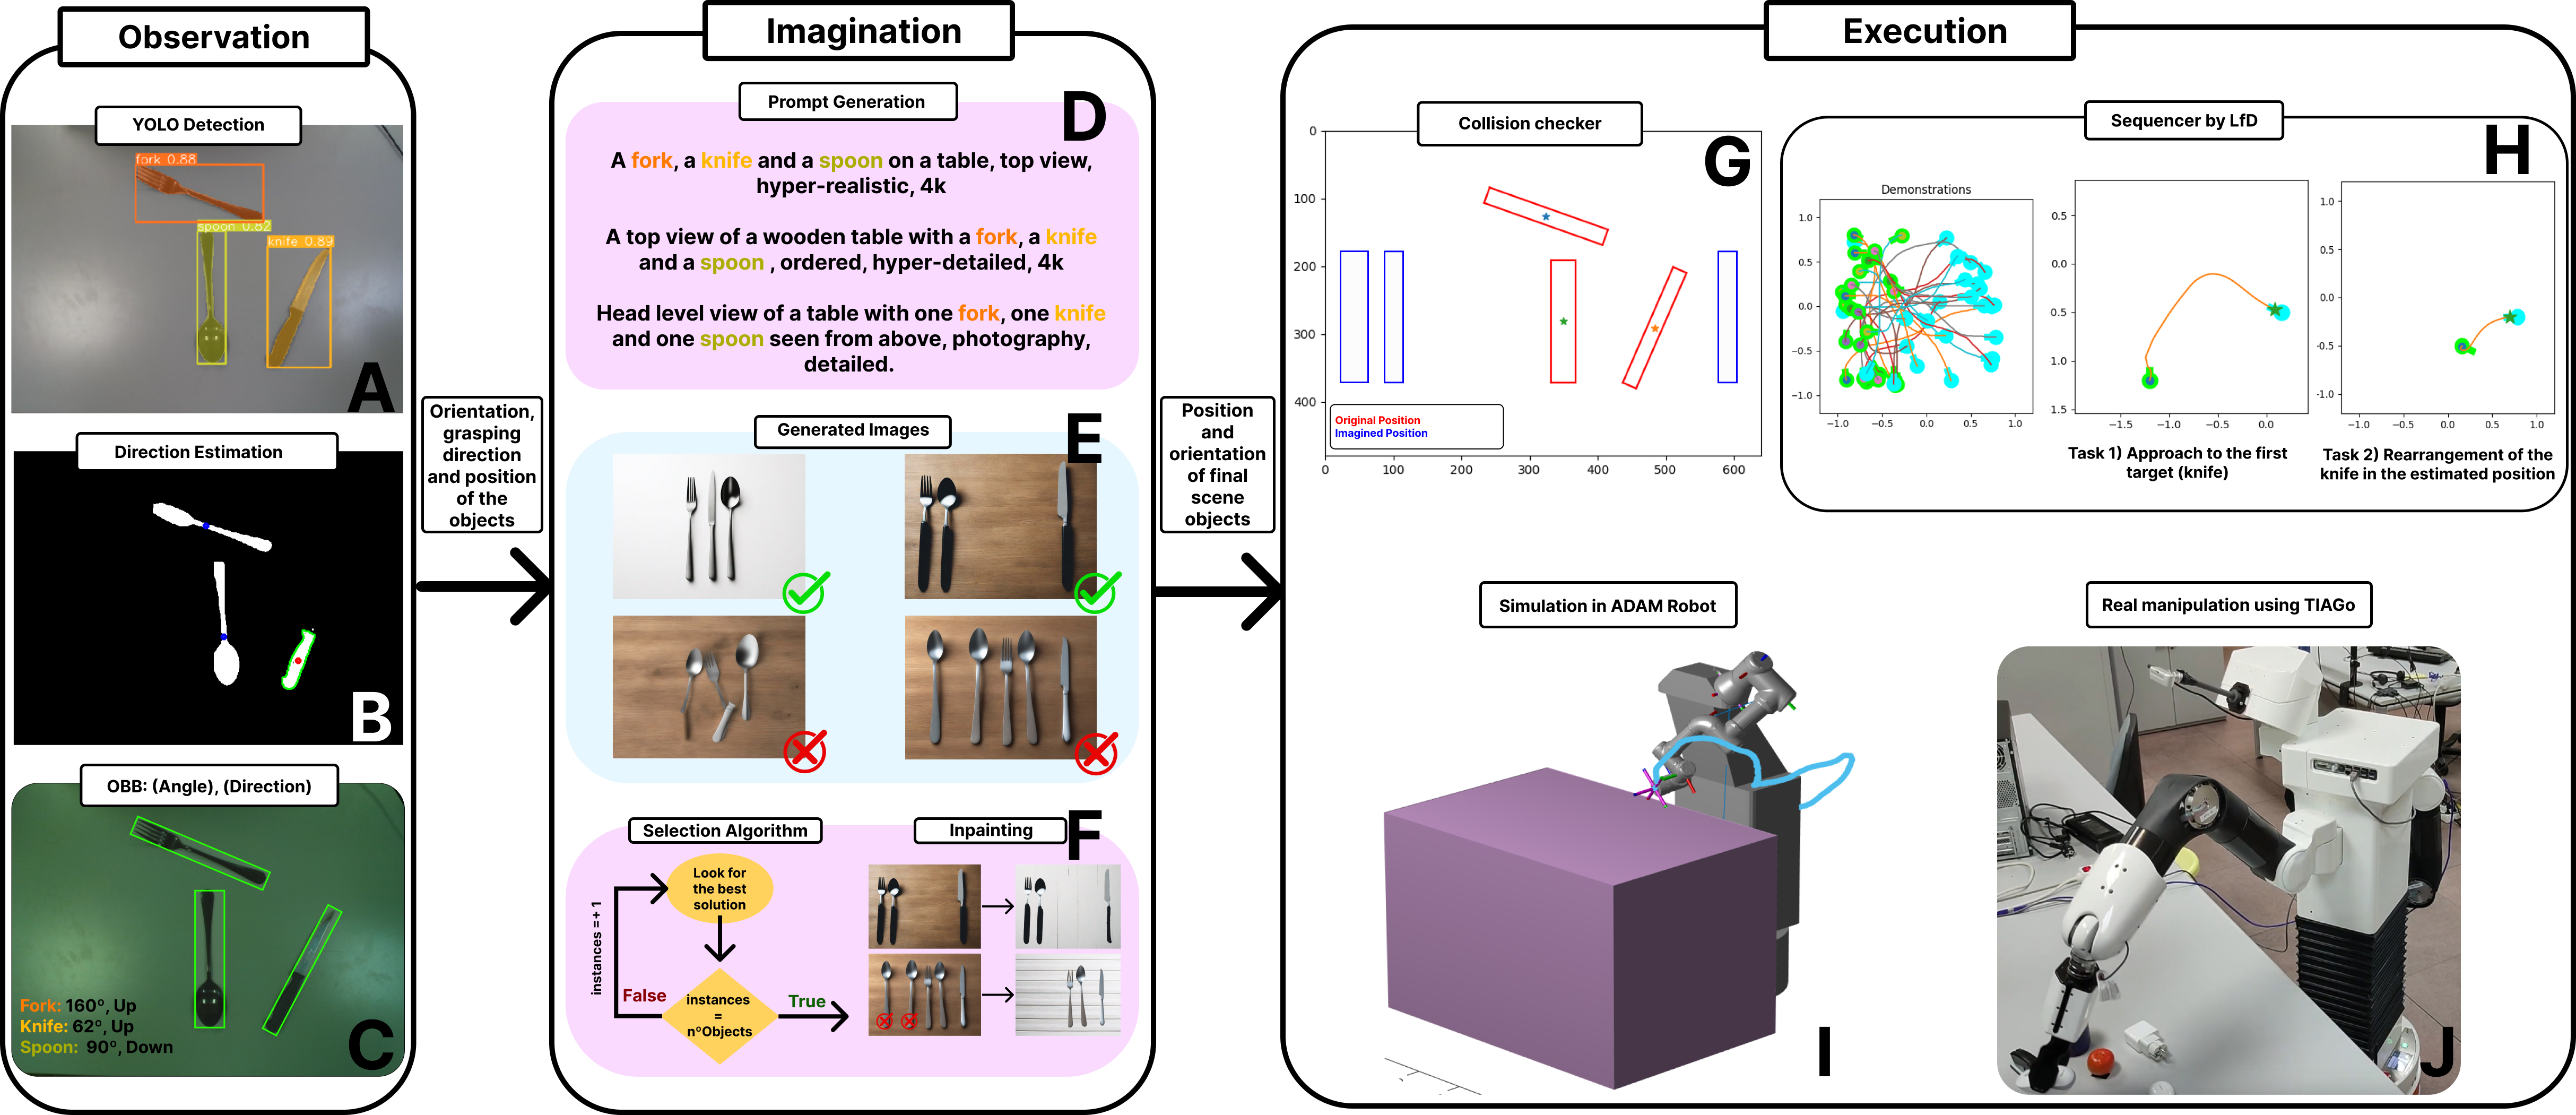 Observation
YOLO Detection
fork 0.88
spoon 0.82
knife 0.89
A
Direction Estimation
B
OBB: (Angle), (Direction)
Fork: 160º, Up
Knife: 62º, Up
Spoon: 90º, Down
C
Orientation,
grasping
direction
and position
of the
objects
Imagination
Prompt Generation
D
A fork, a knife and a spoon on a table, top view,
hyper-realistic, 4k
A top view of a wooden table with a fork, a knife
and a spoon , ordered, hyper-detailed, 4k
Head level view of a table with one fork, one knife
and one spoon seen from above, photography,
detailed.
Generated Images
E
Selection Algorithm
Inpainting
F
Look for
the best
solution
instances =+ 1
False
instances
=
nºObjects
True
Position
and
orientation
of final
scene
objects
Execution
Collision checker
G
0
100
200
300
400
Original Position
Imagined Position
0 100 200 300 400 500 600
Sequencer by LfD
H
Demonstrations
1.0
0.5
0.0
−0.5
−1.0
−1.0 −0.5 0.0 0.5 1.0
0.5
0.0
-0.5
-1.0
-1.5
−1.5 −1.0 −0.5 0.0
1.0
0.5
0.0
-0.5
-1.0
−1.0 −0.5 0.0 0.5 1.0
Task 1) Approach to the first
target (knife)
Task 2) Rearrangement of the
knife in the estimated position
Simulation in ADAM Robot
I
Real manipulation using TIAGo
J